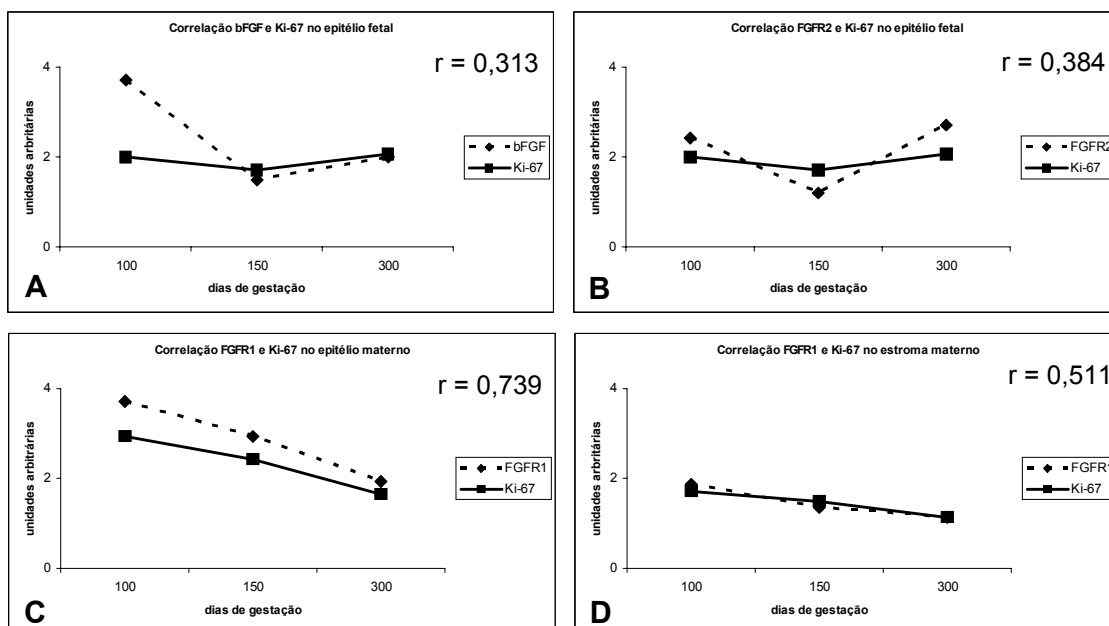 Correlação bFGF e Ki-67 no epitélio fetal
r = 0,313
unidades arbritárias
4
2
0
bFGF
Ki-67
100 150 300
dias de gestação
A
Correlação FGFR2 e Ki-67 no epitélio fetal
r = 0,384
unidades arbritárias
4
2
0
FGFR2
Ki-67
100 150 300
dias de gestação
B
Correlação FGFR1 e Ki-67 no epitélio materno
r = 0,739
unidades arbitrárias
4
2
0
FGFR1
Ki-67
100 150 300
dias de gestação
C
Correlação FGFR1 e Ki-67 no estroma materno
r = 0,511
unidades arbritárias
4
2
0
FGFR1
Ki-67
100 150 300
dias de gestação
D